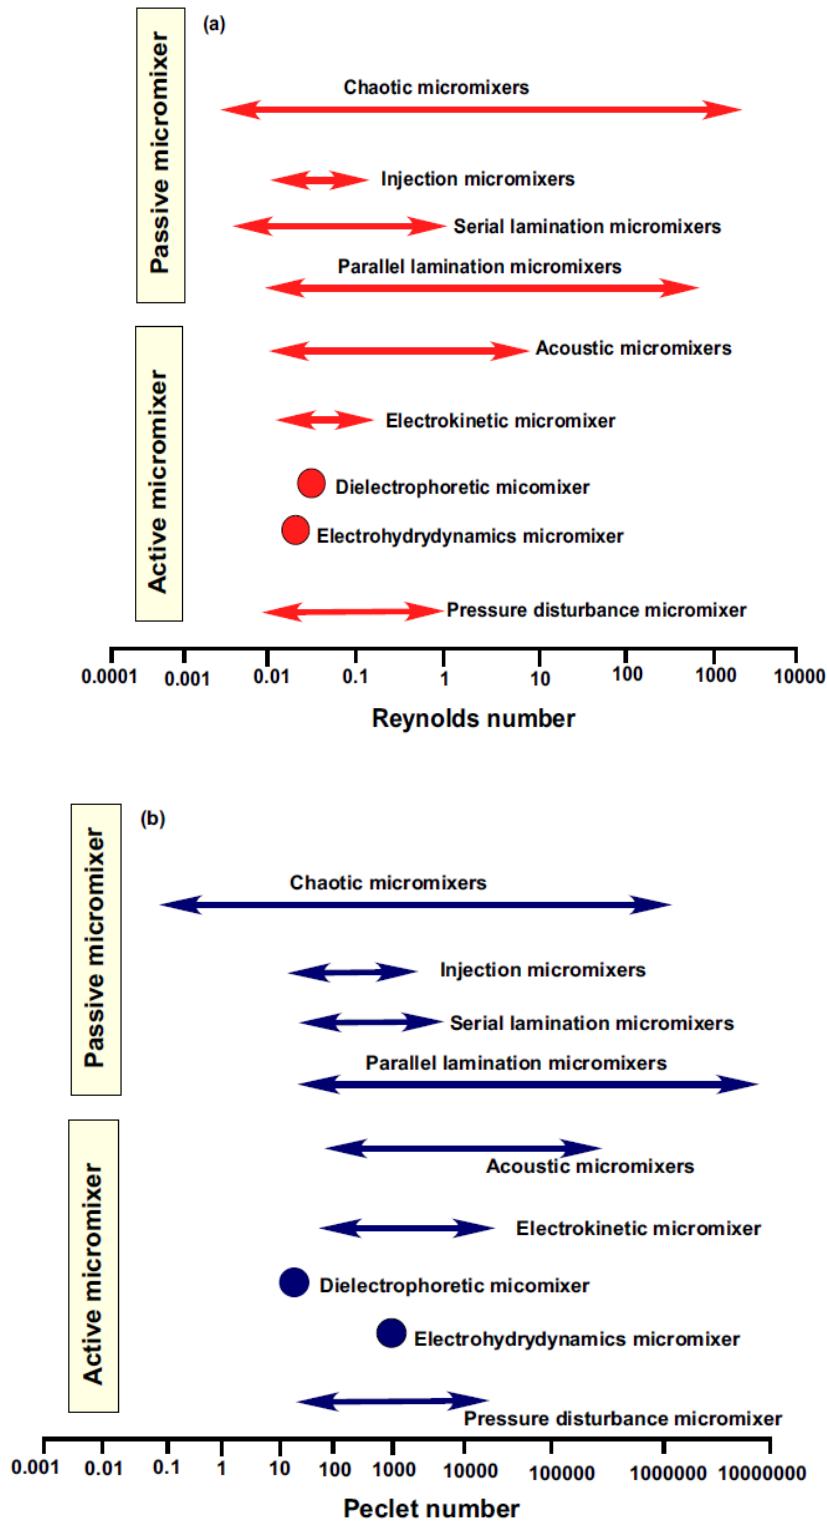 (a)
Passive micromixer
Chaotic micromixers
Injection micromixers
Serial lamination micromixers
Parallel lamination micromixers
Active micromixer
Acoustic micromixers
Electrokinetic micromixer
Dielectrophoretic micomixer
Electrohydrydynamics micromixer
Pressure disturbance micromixer
0.0001 0.001 0.01 0.1 1 10 100 1000 10000
Reynolds number
(b)
Passive micromixer
Chaotic micromixers
Injection micromixers
Serial lamination micromixers
Parallel lamination micromixers
Active micromixer
Acoustic micromixers
Electrokinetic micromixer
Dielectrophoretic micomixer
Electrohydrydynamics micromixer
Pressure disturbance micromixer
0.001 0.01 0.1 1 10 100 1000 10000 100000 1000000 10000000
Peclet number